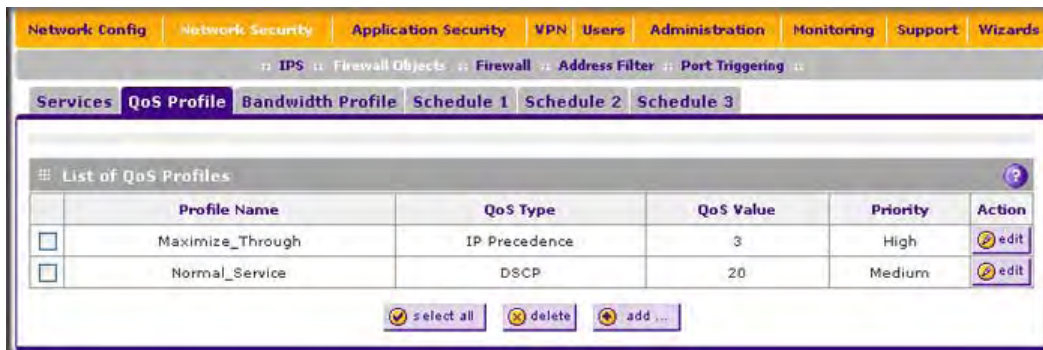 Network Config Network Security Application Security VPN Users Administration Monitoring Support Wizards
:: IPS :: Firewall Objects :: Firewall :: Address Filter :: Port Triggering ::
Services QoS Profile Bandwidth Profile Schedule 1 Schedule 2 Schedule 3
List of QoS Profiles ?
Profile Name QoS Type QoS Value Priority Action
Maximize_Through IP Precedence 3 High edit
Normal_Service DSCP 20 Medium edit
select all delete add ...